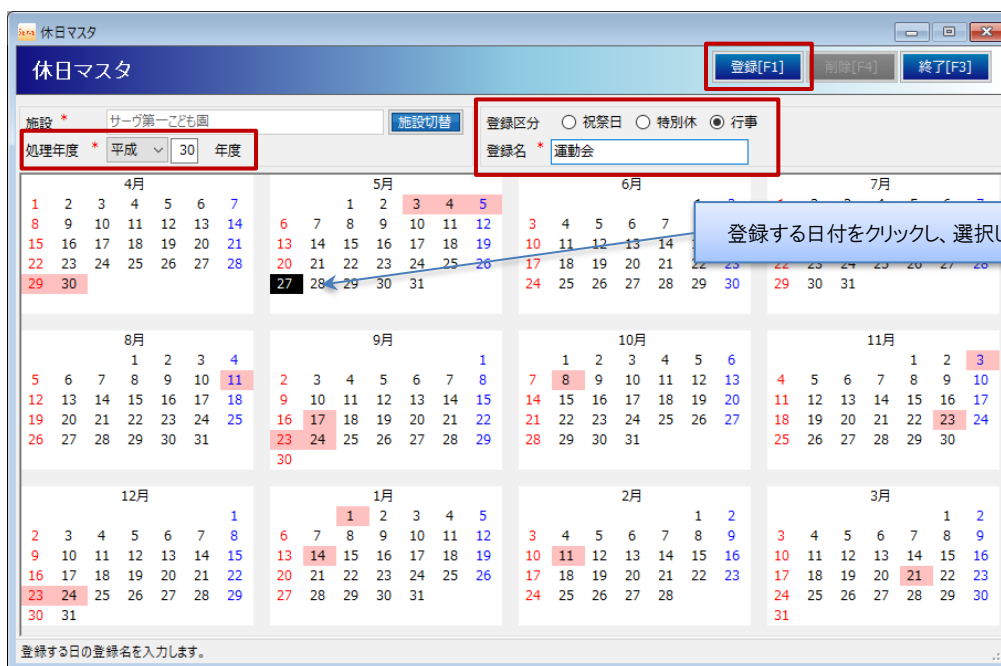 休日マスタ
休日マスタ
登録[F1] 削除[F4] 終了[F3]
施設 * サーヴ第一こども園 施設切替 登録区分 祝祭日 特別休 行事
処理年度 * 平成 30 年度 登録名 * 運動会
4月 5月 6月 7月
1 2 3 4 5 6 7 1 2 3 4 5
8 9 10 11 12 13 14 6 7 8 9 10 11 12 3 4 5 6 7
15 16 17 18 19 20 21 13 14 15 16 17 18 19 10 11 12 13 14
登録する日付をクリックし、選択し
22 23 24 25 26 27 28 20 21 22 23 24 25 26 17 18 19 20 21 22 23 22 23 24 25 26 27 28
29 30 27 28 29 30 31 24 25 26 27 28 29 30 29 30 31
8月 9月 10月 11月
1 2 3 4 1 1 2 3 4 5 6 1 2 3
5 6 7 8 9 10 11 2 3 4 5 6 7 8 7 8 9 10 11 12 13 4 5 6 7 8 9 10
12 13 14 15 16 17 18 9 10 11 12 13 14 15 14 15 16 17 18 19 20 11 12 13 14 15 16 17
19 20 21 22 23 24 25 16 17 18 19 20 21 22 21 22 23 24 25 26 27 18 19 20 21 22 23 24
26 27 28 29 30 31 23 24 25 26 27 28 29 28 29 30 31 25 26 27 28 29 30
30
12月 1月 2月 3月
1 1 2 3 4 5 1 2 1 2
2 3 4 5 6 7 8 6 7 8 9 10 11 12 3 4 5 6 7 8 9 3 4 5 6 7 8 9
9 10 11 12 13 14 15 13 14 15 16 17 18 19 10 11 12 13 14 15 16 10 11 12 13 14 15 16
16 17 18 19 20 21 22 20 21 22 23 24 25 26 17 18 19 20 21 22 23 17 18 19 20 21 22 23
23 24 25 26 27 28 29 27 28 29 30 31 24 25 26 27 28 24 25 26 27 28 29 30
30 31 31
登録する日の登録名を入力します。